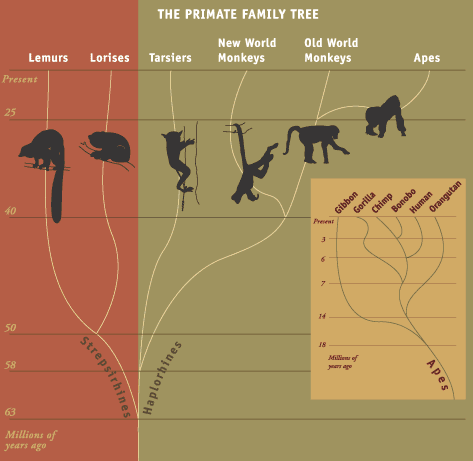 THE PRIMATE FAMILY TREE
Lemurs
Lorises
Tarsiers
New World
Monkeys
Old World
Monkeys
Apes
Present
25
40
50
58
63
Millions of
years ago
Strepsirhines
Haplorhines
Gibbon
Gorilla
Chimp
Bonobo
Human
Orangutan
Present
3
6
7
14
18
Millions of
years ago
Apes